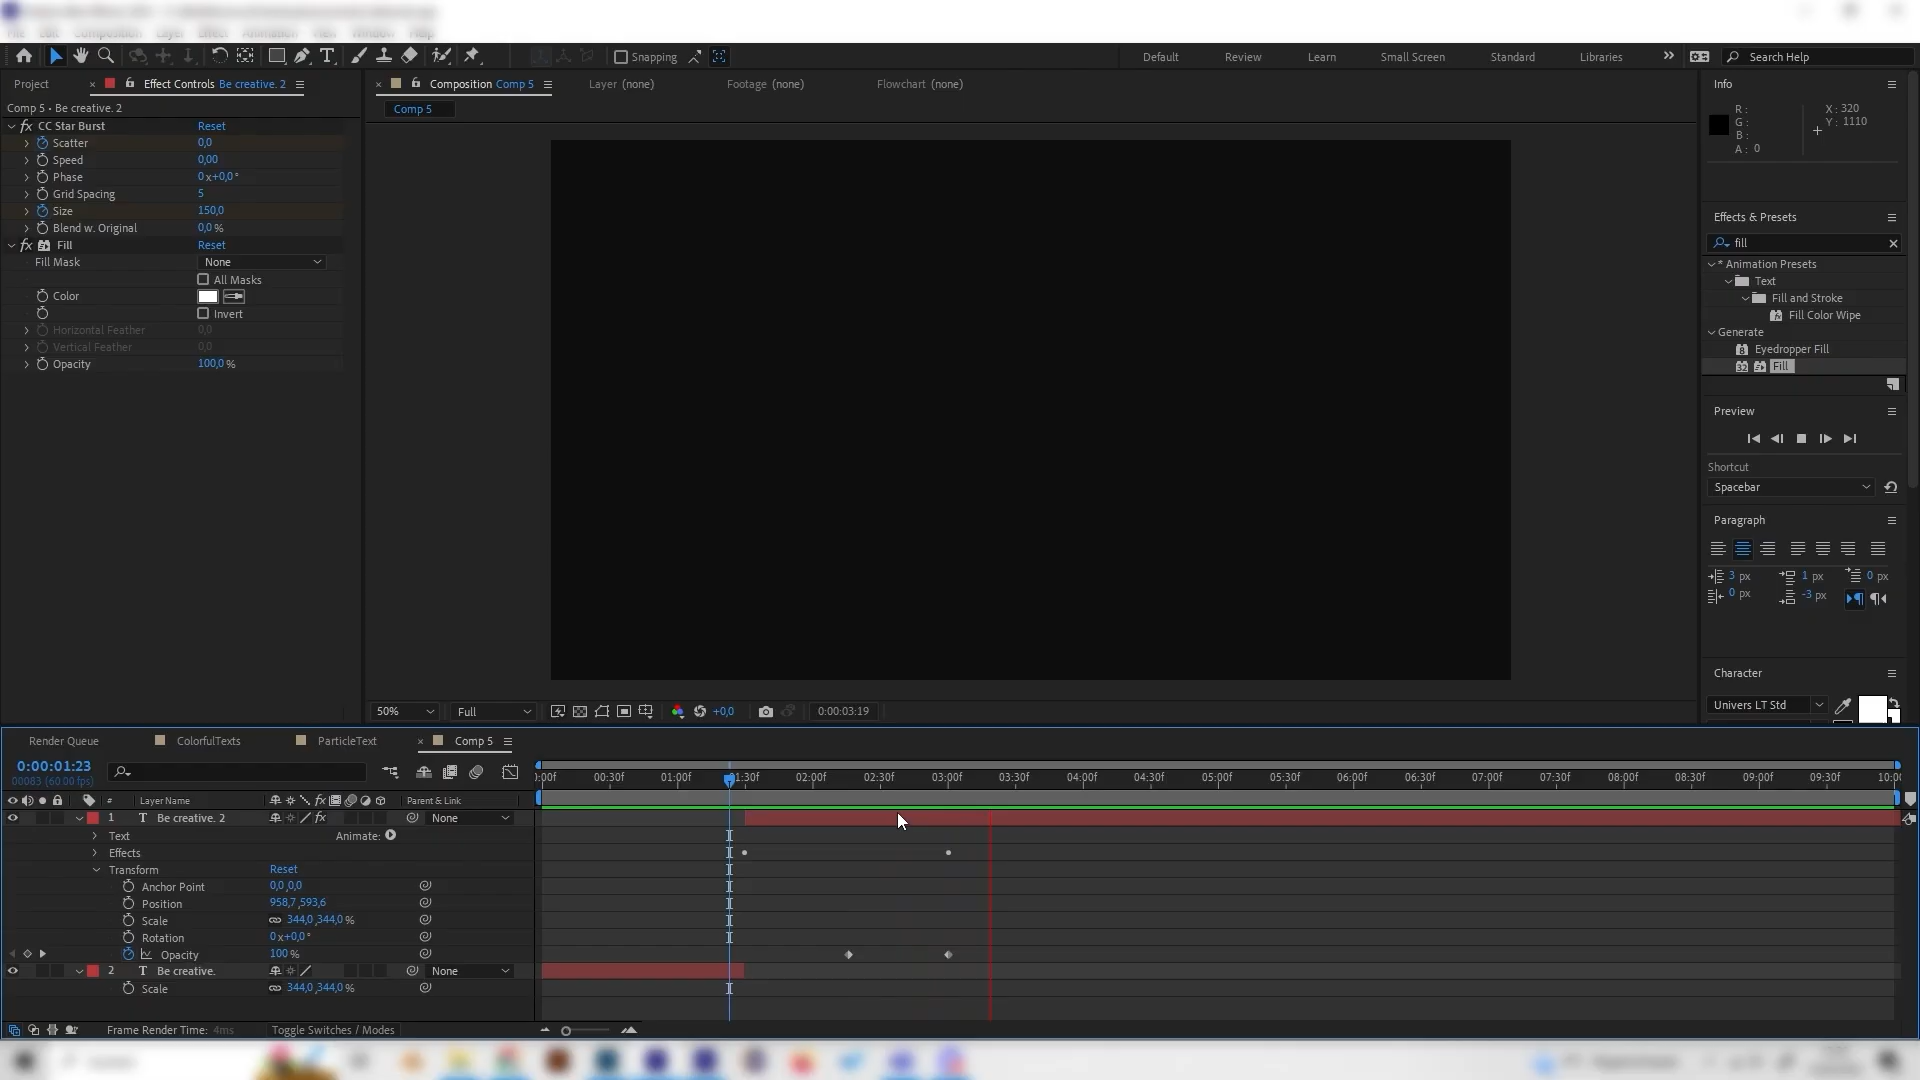 Snapping
Default
Review
Learn
Small Screen
Standard
Libraries
Search Help
Project
Effect Controls Be creative. 2
Composition Comp 5
Layer (none)
Footage (none)
Flowchart (none)
Info
Comp 5 • Be creative. 2
Comp 5
R :
G :
B :
A : 0
X : 320
Y : 1110
CC Star Burst Reset
Scatter 0,0
Speed 0,00
Phase 0x+0,0°
Grid Spacing 5
Size 150,0
Blend w. Original 0,0 %
Fill Reset
Fill Mask None
All Masks
Color
Invert
Horizontal Feather 0,0
Vertical Feather 0,0
Opacity 100,0 %
Effects & Presets
fill
* Animation Presets
Text
Fill and Stroke
Fill Color Wipe
Generate
Eyedropper Fill
32 Fill
Preview
Shortcut
Spacebar
Paragraph
3 px 1 px 0 px
0 px -3 px
Character
Univers LT Std
50% Full +0,0 0:00:03:19
Render Queue
ColorfulTexts
ParticleText
Comp 5
0:00:01:23
00083 (60.00 fps)
:00f 00:30f 01:00f 01:30f 02:00f 02:30f 03:00f 03:30f 04:00f 04:30f 05:00f 05:30f 06:00f 06:30f 07:00f 07:30f 08:00f 08:30f 09:00f 09:30f 10:00
# Layer Name Parent & Link
1 T Be creative. 2 None
Text Animate:
Effects
Transform Reset
Anchor Point 0,0,0,0
Position 958,7,593,6
Scale 344,0,344,0 %
Rotation 0x+0,0°
Opacity 100 %
2 T Be creative. None
Scale 344,0,344,0 %
Frame Render Time: 4ms
Toggle Switches / Modes